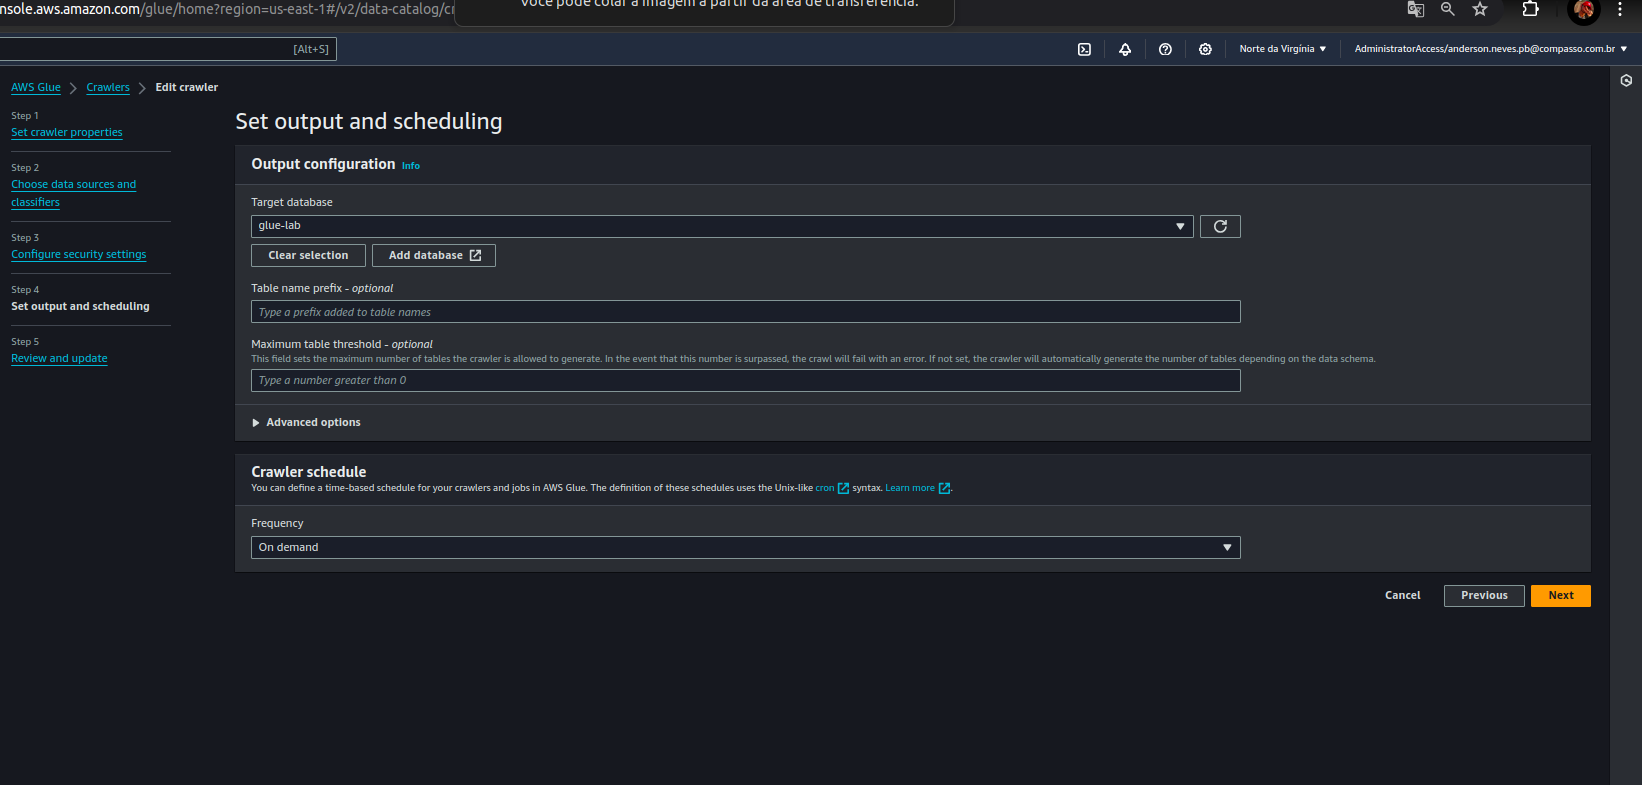 Você pode colar a imagem a partir da área de transferência.
nsole.aws.amazon.com/glue/home?region=us-east-1#/v2/data-catalog/cr
[Alt+S]
Norte da Virgínia
AdministratorAccess/anderson.neves.pb@compasso.com.br
AWS Glue
Crawlers
Edit crawler
Step 1
Set crawler properties
Step 2
Choose data sources and
classifiers
Step 3
Configure security settings
Step 4
Set output and scheduling
Step 5
Review and update
Set output and scheduling
Output configuration Info
Target database
glue-lab
Clear selection
Add database
Table name prefix - optional
Type a prefix added to table names
Maximum table threshold - optional
This field sets the maximum number of tables the crawler is allowed to generate. In the event that this number is surpassed, the crawl will fail with an error. If not set, the crawler will automatically generate the number of tables depending on the data schema.
Type a number greater than 0
Advanced options
Crawler schedule
You can define a time-based schedule for your crawlers and jobs in AWS Glue. The definition of these schedules uses the Unix-like cron syntax. Learn more.
Frequency
On demand
Cancel
Previous
Next